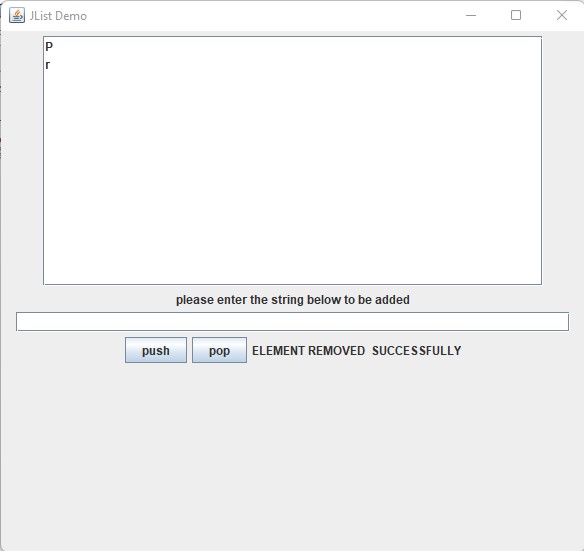 JList Demo
P
r
please enter the string below to be added
push pop ELEMENT REMOVED SUCCESSFULLY